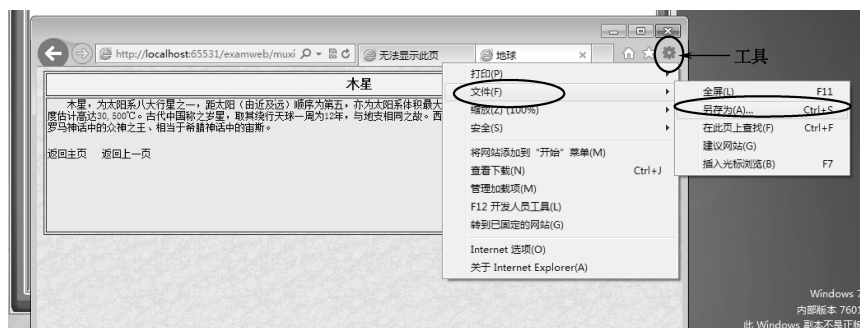 http://localhost:65531/examweb/muxi
无法显示此页
地球
工具
木星
木星，为太阳系八大行星之一，距太阳（由近及远）顺序为第五，亦为太阳系体积最大
度估计高达30,500℃。古代中国称之岁星，取其绕行天球一周为12年，与地支相同之故。西
罗马神话中的众神之王、相当于希腊神话中的宙斯。
返回主页 返回上一页
打印(P)
文件(F)
缩放(Z) (100%)
安全(S)
将网站添加到“开始”菜单(M)
查看下载(N) Ctrl+J
管理加载项(M)
F12 开发人员工具(L)
转到已固定的网站(G)
Internet 选项(O)
关于 Internet Explorer(A)
全屏(L) F11
另存为(A)... Ctrl+S
在此页上查找(F) Ctrl+F
建议网站(G)
插入光标浏览(B) F7
Windows 7
内部版本 7601
此 Windows 副本不是正版